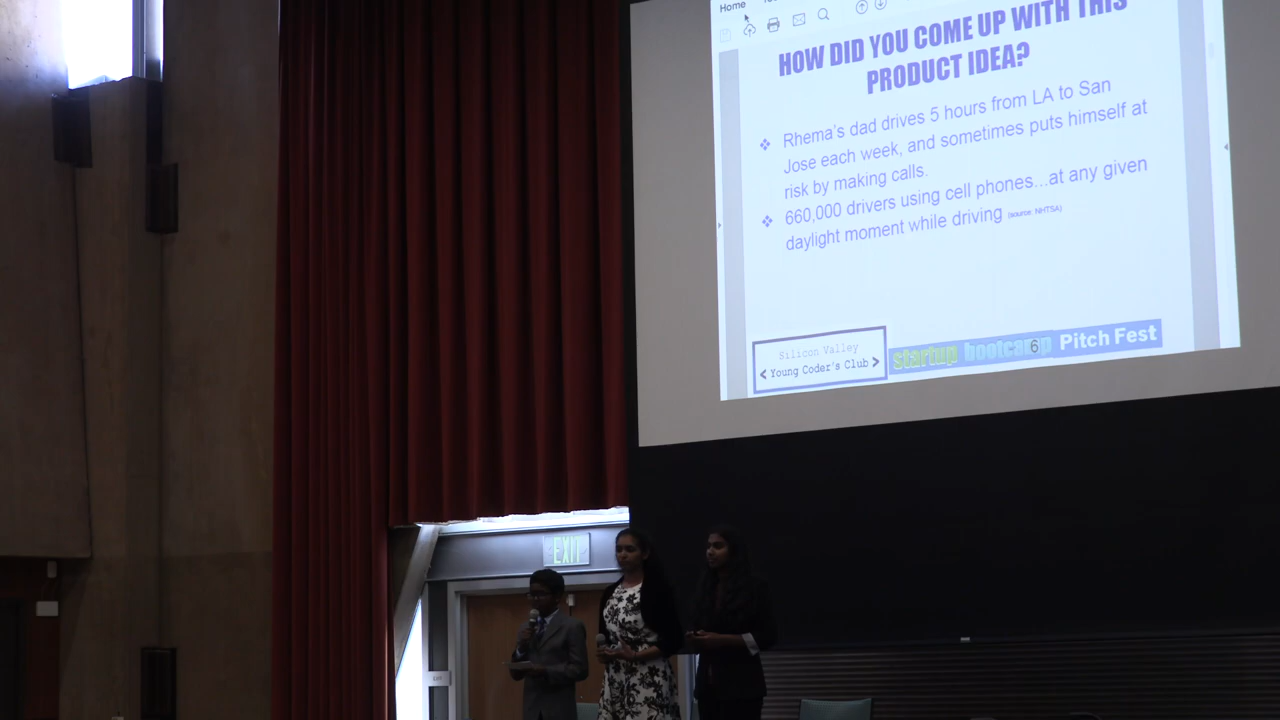 Home
HOW DID YOU COME UP WITH THIS
PRODUCT IDEA?
❖ Rhema's dad drives 5 hours from LA to San
Jose each week, and sometimes puts himself at
risk by making calls.
❖ 660,000 drivers using cell phones...at any given
daylight moment while driving (source: NHTSA)
Silicon Valley
< Young Coder's Club >
startup bootcamp Pitch Fest
6
EXIT